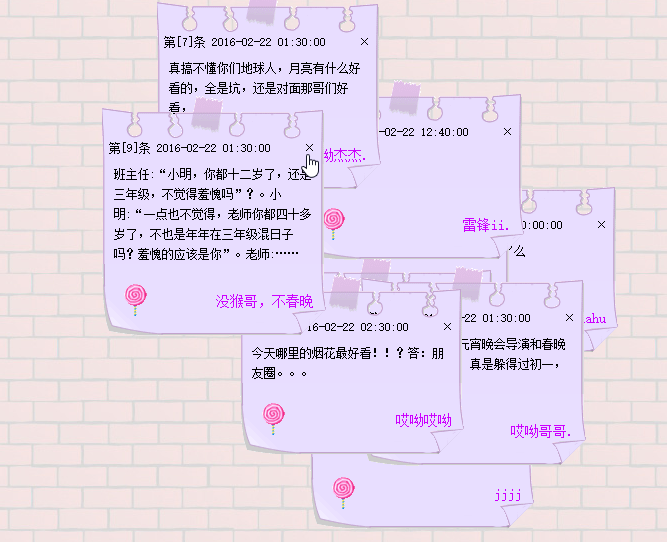 第[7]条 2016-02-22 01:30:00 ×
真搞不懂你们地球人，月亮有什么好
看的，全是坑，还是对面那哥们好
看，
呦杰杰.
-02-22 12:40:00 ×
雷锋ii.
第[9]条 2016-02-22 01:30:00 ×
班主任:“小明，你都十二岁了，还是
三年级，不觉得羞愧吗”？。小
明:“一点也不觉得，老师你都四十多
岁了，不也是年年在三年级混日子
吗？羞愧的应该是你”。老师:……
没猴哥，不春晚
0:00:00 ×
么
ahu
16-02-22 02:30:00 ×
今天哪里的烟花最好看！！？答：朋
友圈。。。
哎呦哎呦
-22 01:30:00 ×
元宵晚会导演和春晚
真是躲得过初一，
哎呦哥哥.
jjjj